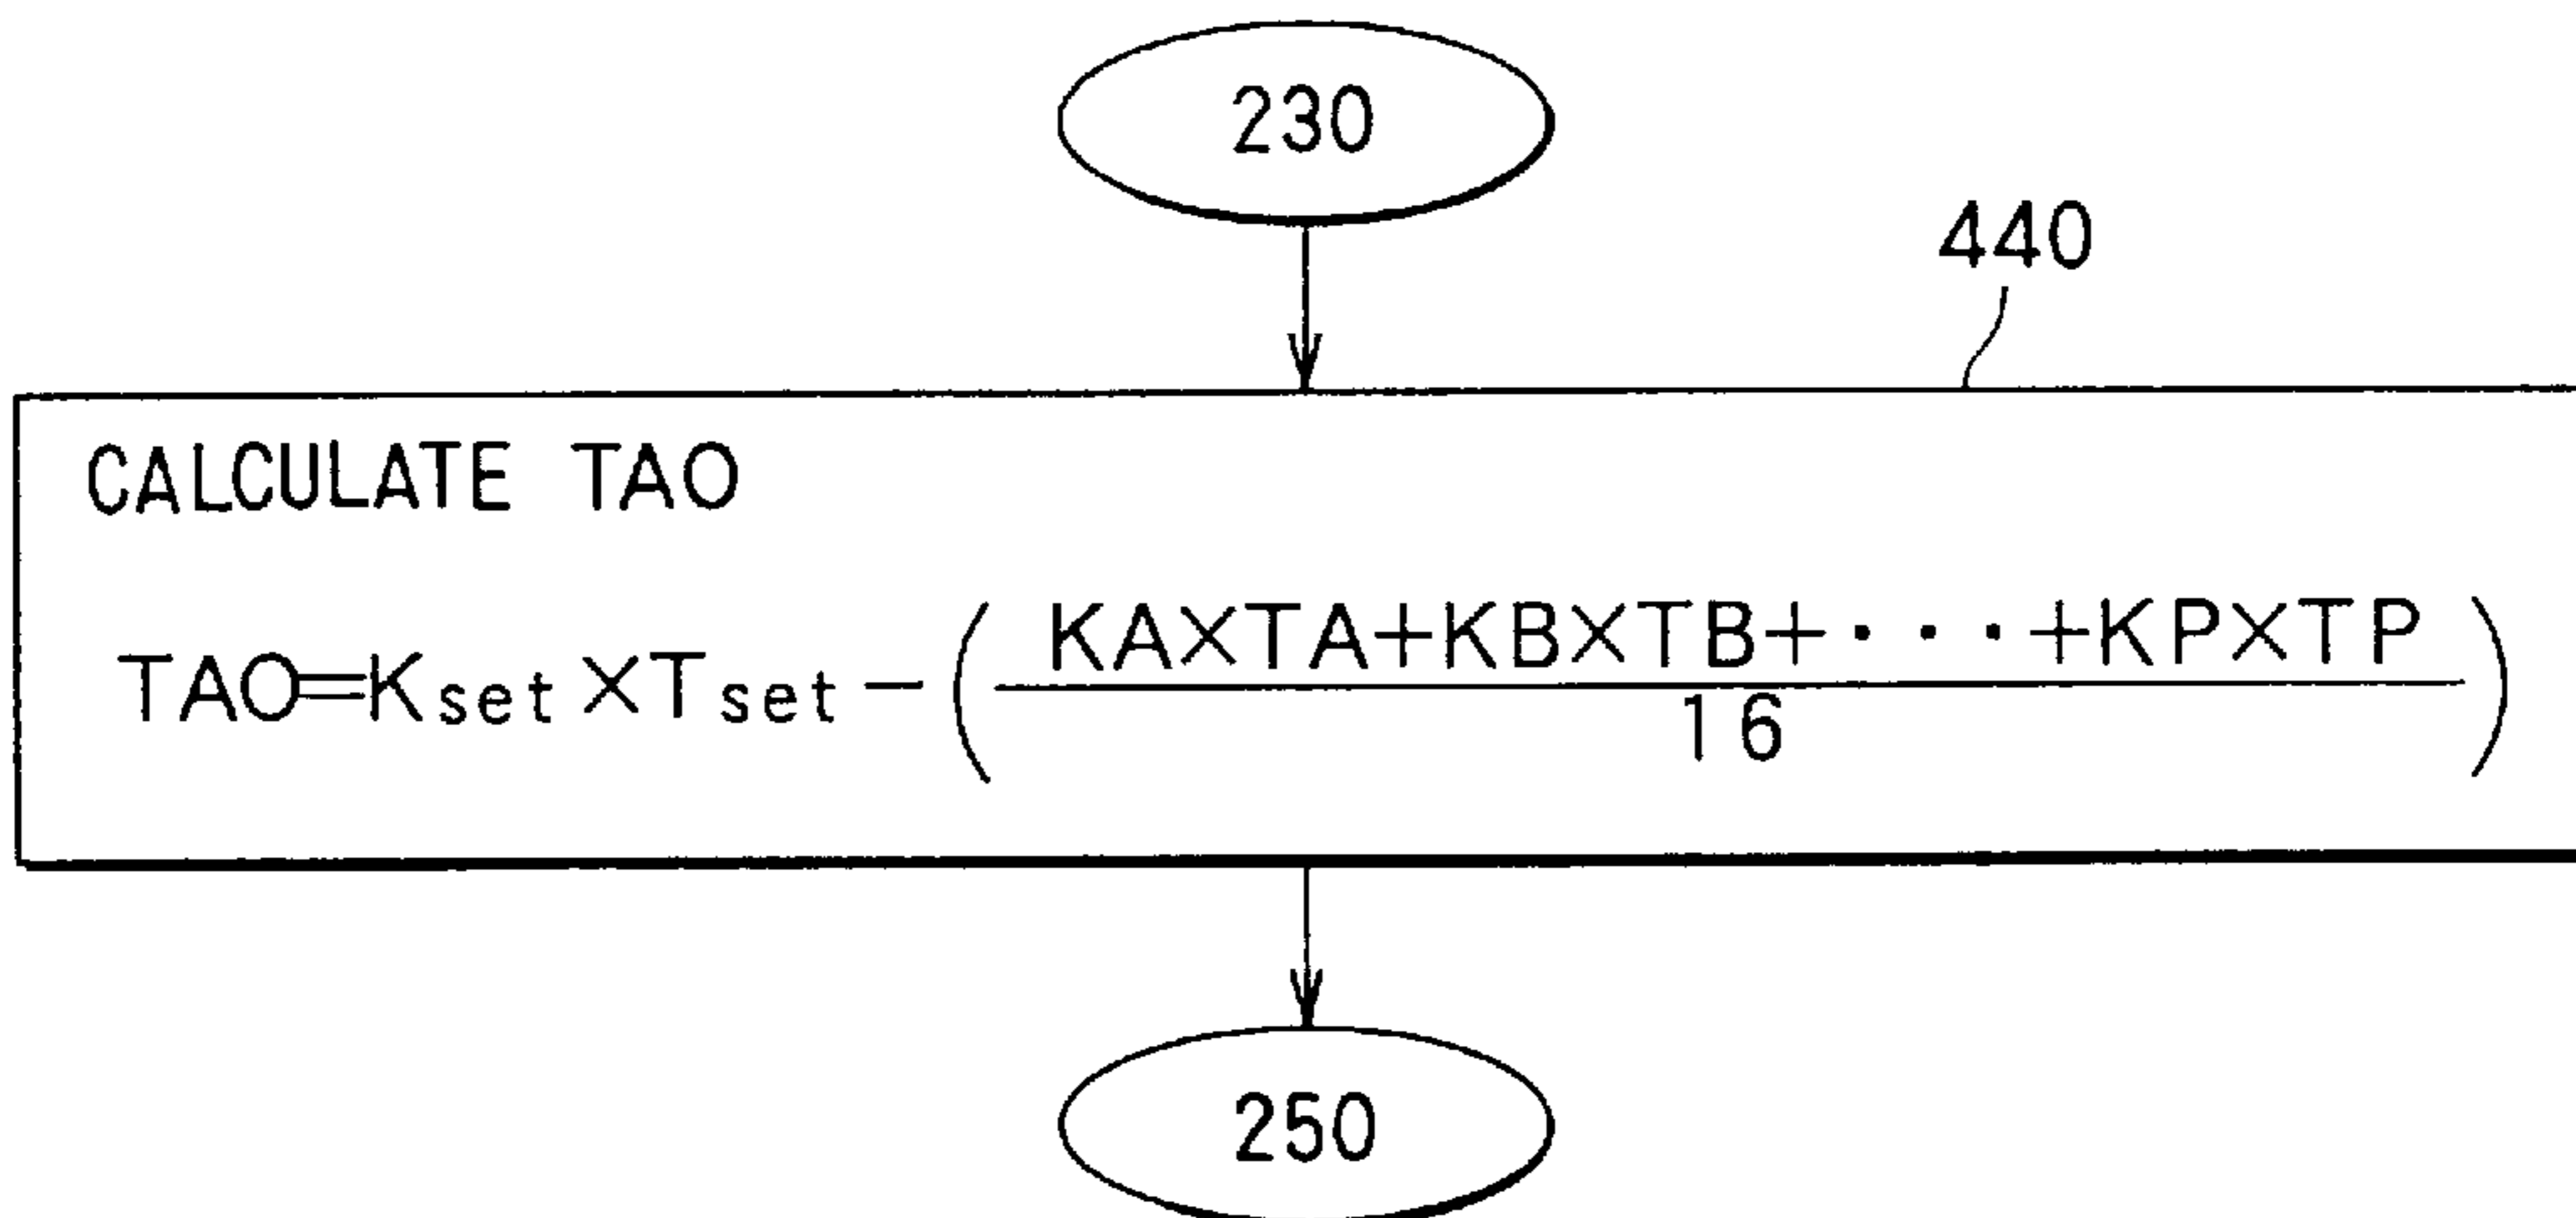 230
440
CALCULATE TAO
TAO=Kset×Tset−(KA×TA+KB×TB+···+KP×TP
16)
250